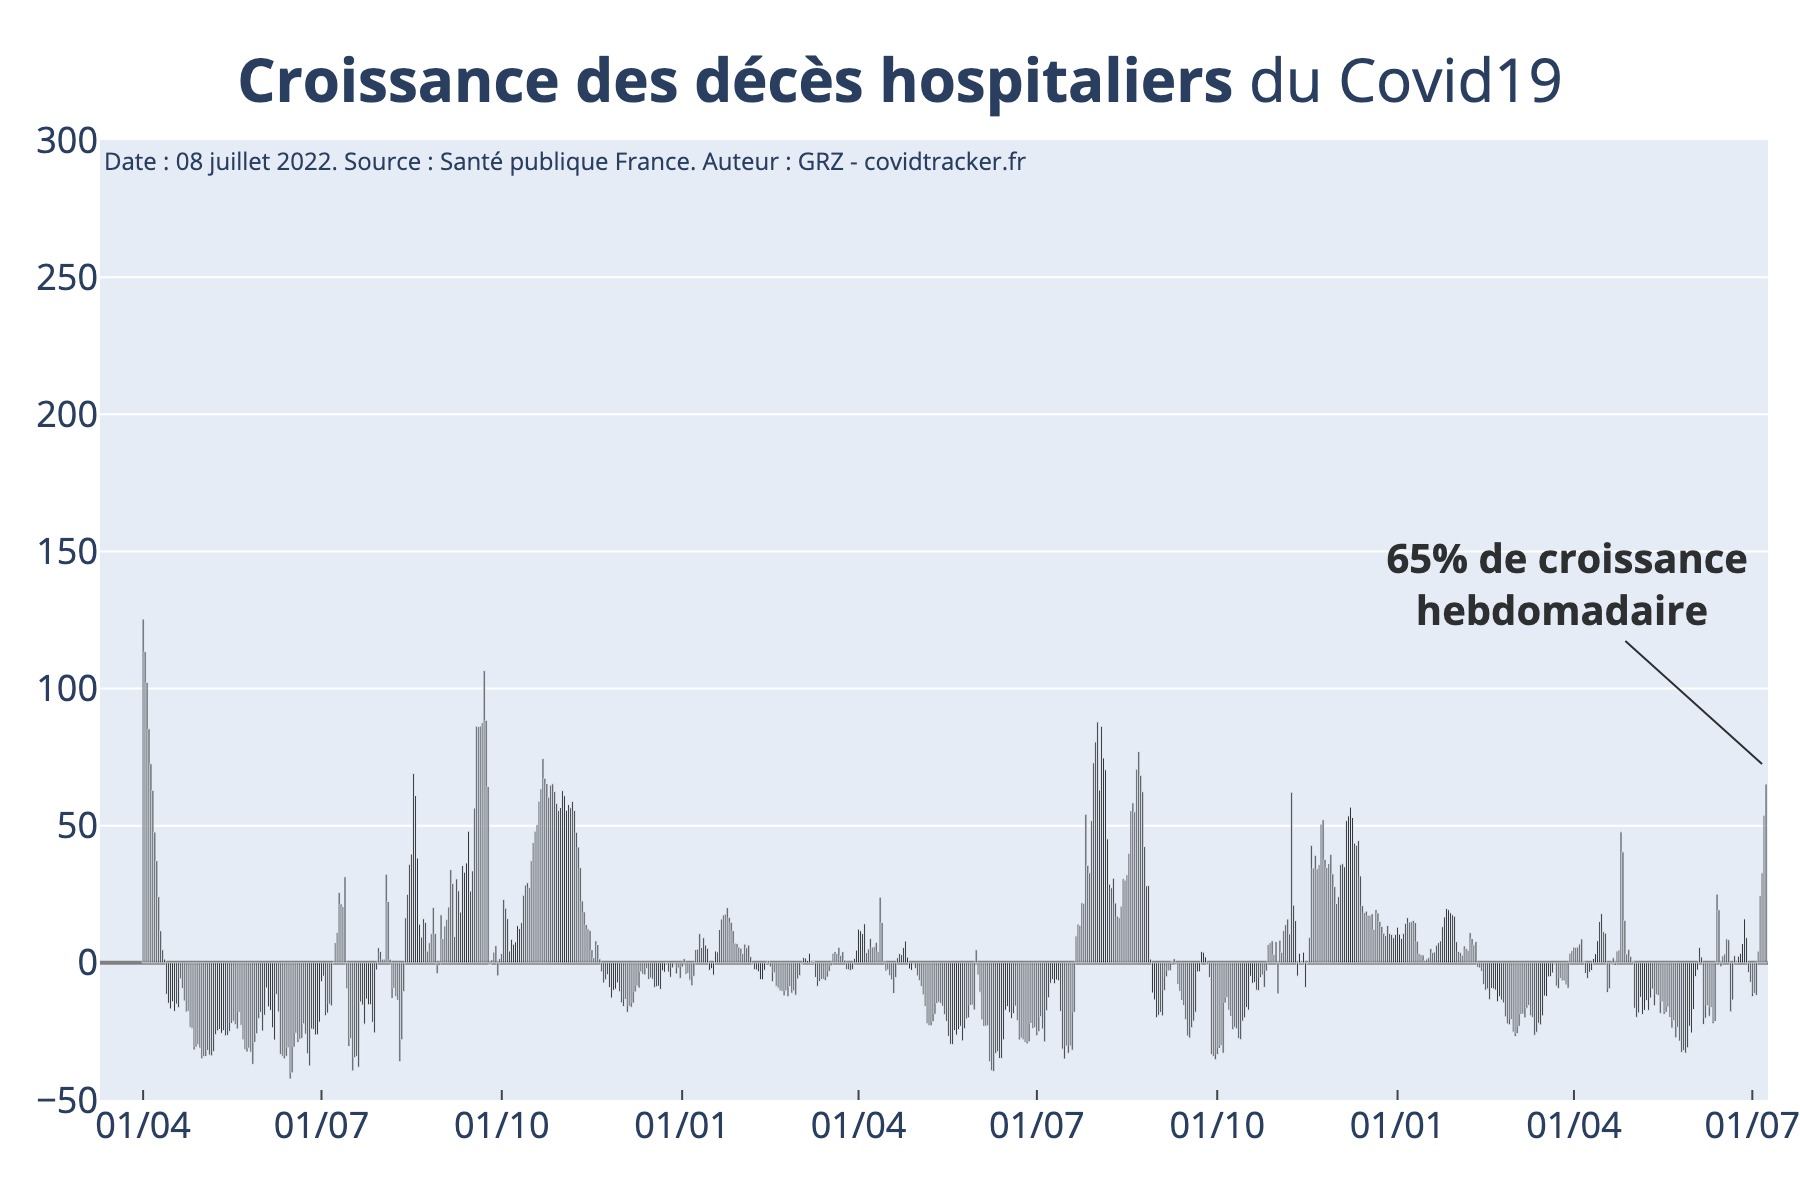 Croissance des décès hospitaliers du Covid19
300
Date : 08 juillet 2022. Source : Santé publique France. Auteur : GRZ - covidtracker.fr
250
200
150
65% de croissance
hebdomadaire
100
50
0
−50
01/04 01/07 01/10 01/01 01/04 01/07 01/10 01/01 01/04 01/07